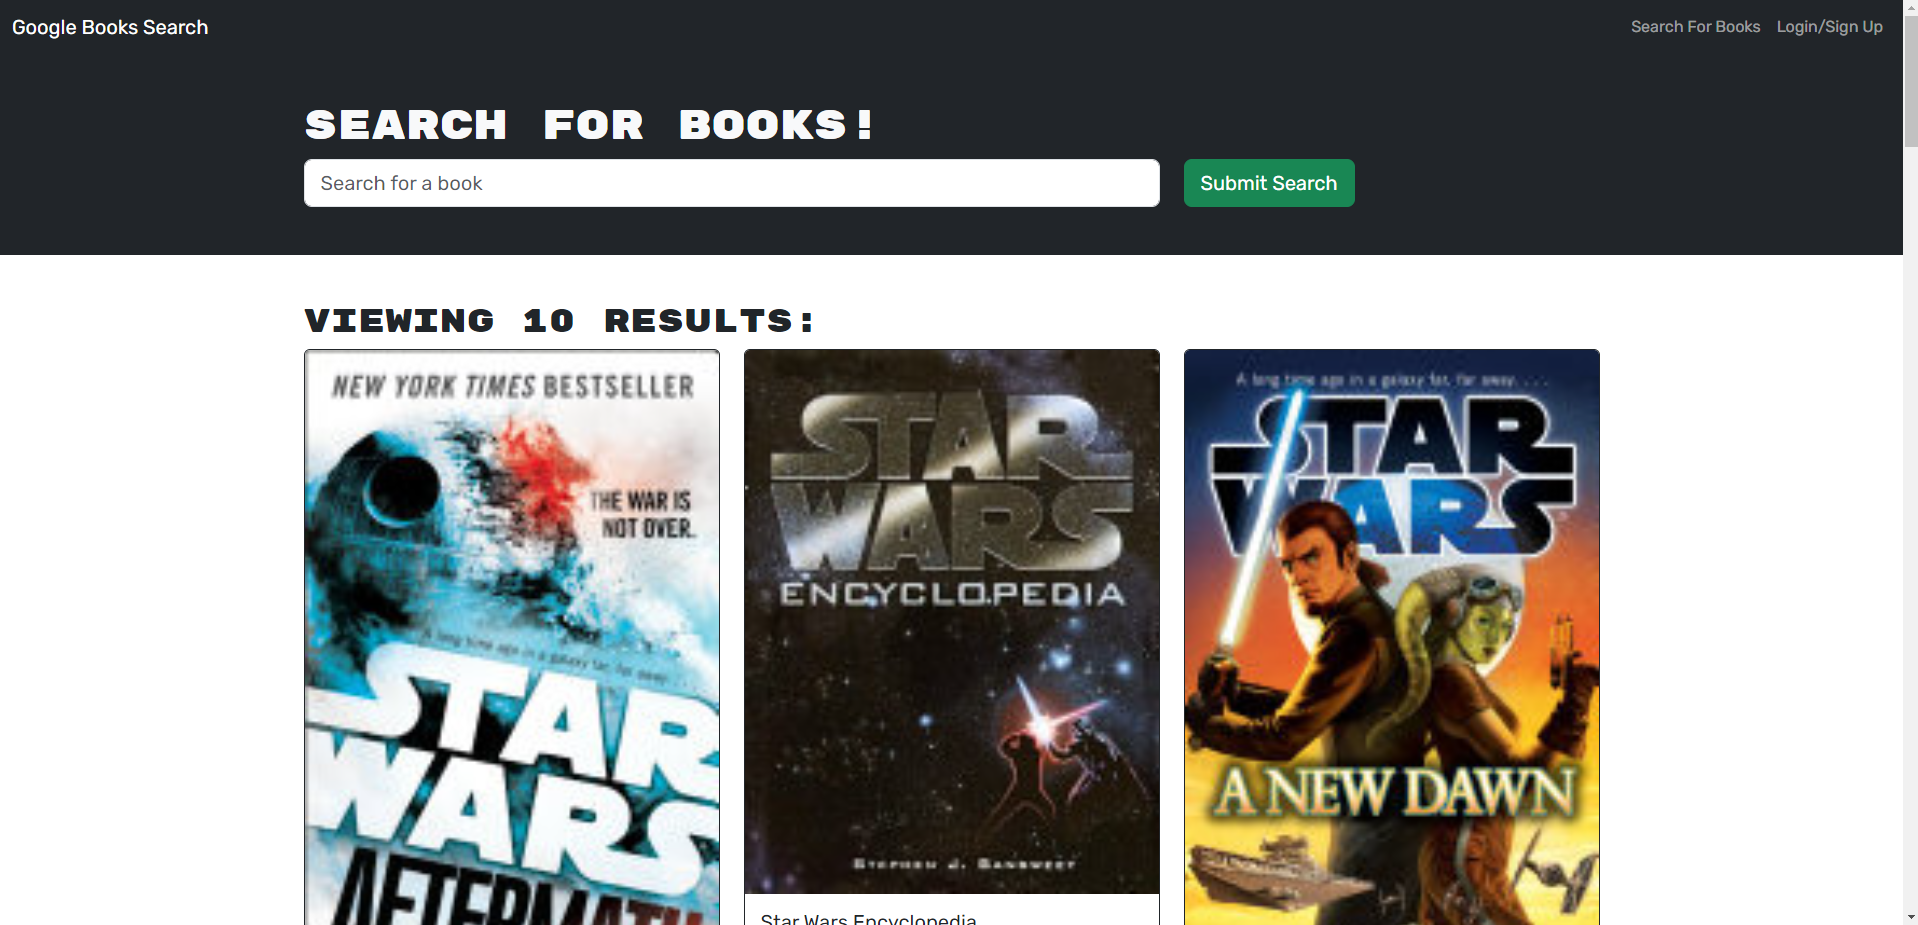 Google Books Search
Search For Books
Login/Sign Up
SEARCH FOR BOOKS!
Search for a book
Submit Search
VIEWING 10 RESULTS:
NEW YORK TIMES BESTSELLER
THE WAR IS
NOT OVER.
A long time ago in a galaxy far, far away. . . .
STAR
WARS
AFTERMATH
STAR
WARS
ENCYCLOPEDIA
STEPHEN J. SANSWEET
Star Wars Encyclopedia
A long time ago in a galaxy far, far away. . . .
STAR
WARS
A NEW DAWN